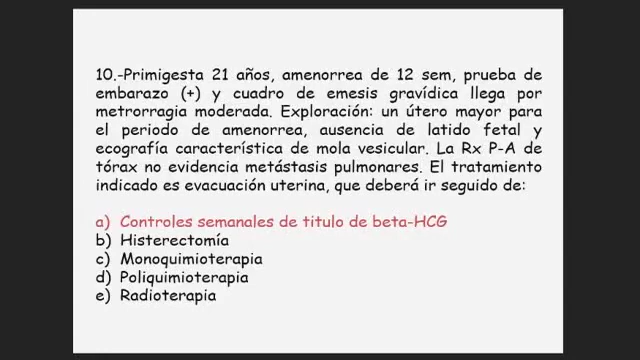 10.-Primigesta 21 años, amenorrea de 12 sem, prueba de
embarazo (+) y cuadro de emesis gravídica llega por
metrorragia moderada. Exploración: un útero mayor para
el periodo de amenorrea, ausencia de latido fetal y
ecografía característica de mola vesicular. La Rx P-A de
tórax no evidencia metástasis pulmonares. El tratamiento
indicado es evacuación uterina, que deberá ir seguido de:
a) Controles semanales de titulo de beta-HCG
b) Histerectomía
c) Monoquimioterapia
d) Poliquimioterapia
e) Radioterapia